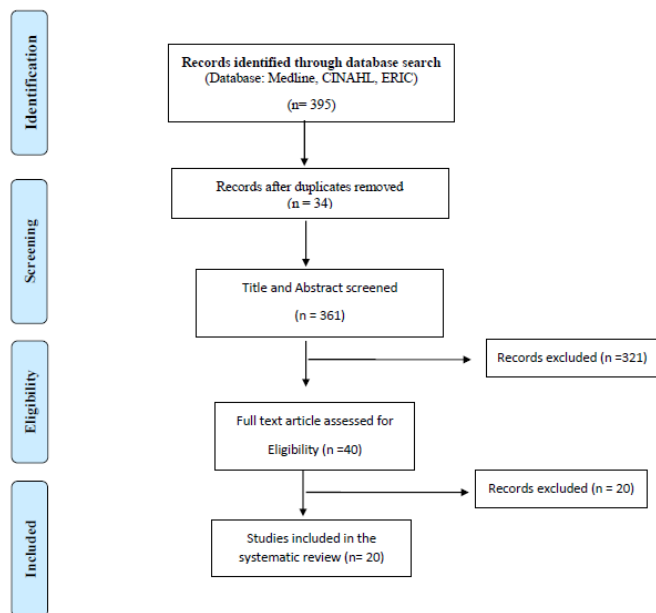 Identification
Records identified through database search
(Database: Medline, CINAHL, ERIC)
(n= 395)
Screening
Records after duplicates removed
(n = 34)
Title and Abstract screened
(n = 361)
Records excluded (n =321)
Eligibility
Full text article assessed for
Eligibility (n =40)
Records excluded (n = 20)
Included
Studies included in the
systematic review (n= 20)